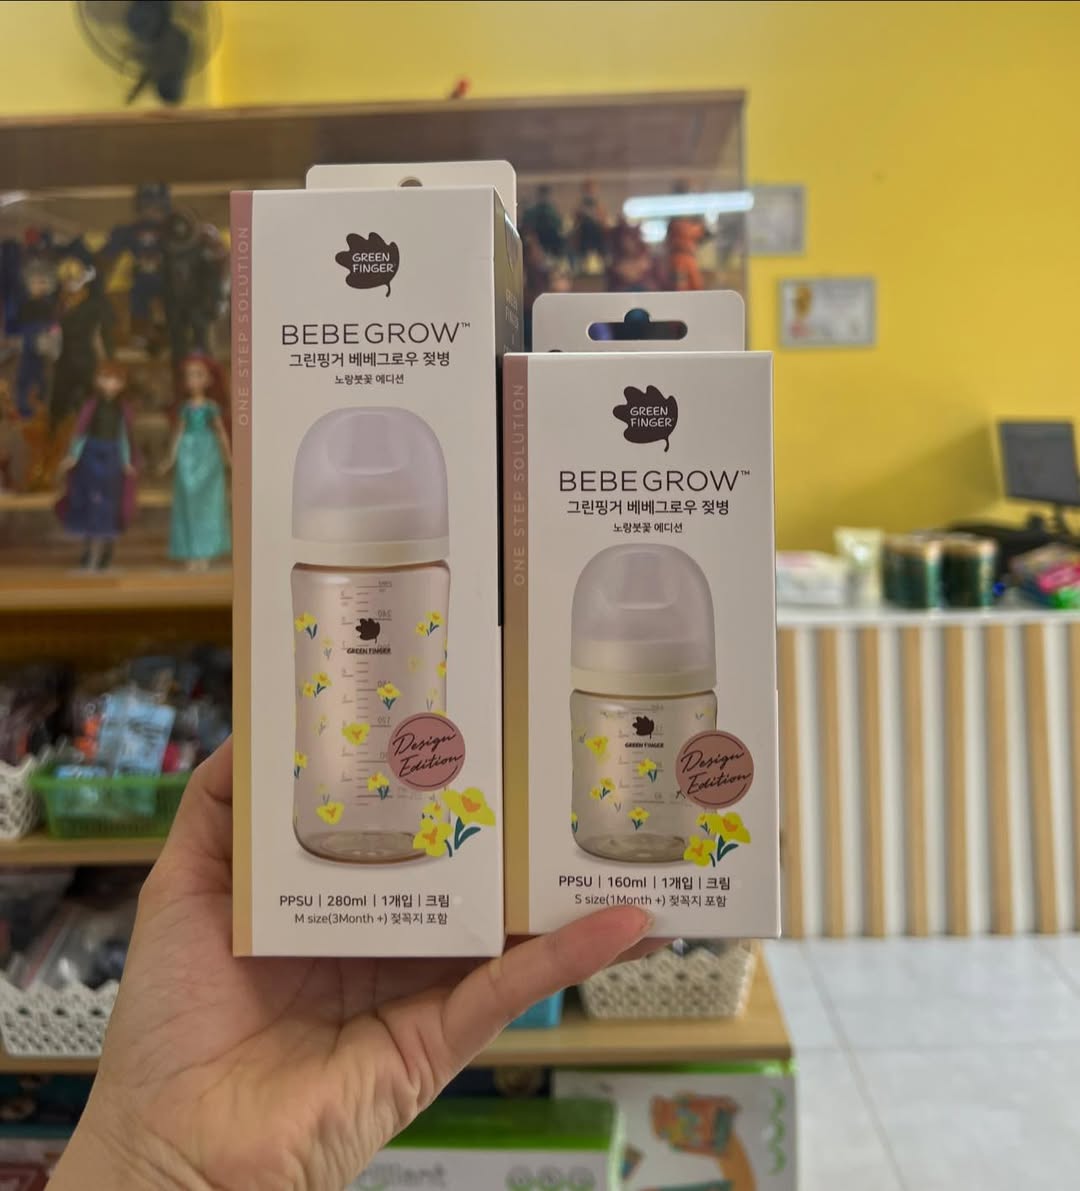 GREEN
FINGER
BEBEGROW™
그린핑거 베베그로우 젖병
노랑붓꽃 에디션
ONE STEP SOLUTION
240
GREEN FINGER
120
Design
Edition
PPSU | 280ml | 1개입 | 크림
M size(3Month +) 젖꼭지 포함
GREEN
FINGER
BEBEGROW™
그린핑거 베베그로우 젖병
노랑붓꽃 에디션
ONE STEP SOLUTION
GREEN FINGER
Design
Edition
PPSU | 160ml | 1개입 | 크림
S size(1Month +) 젖꼭지 포함